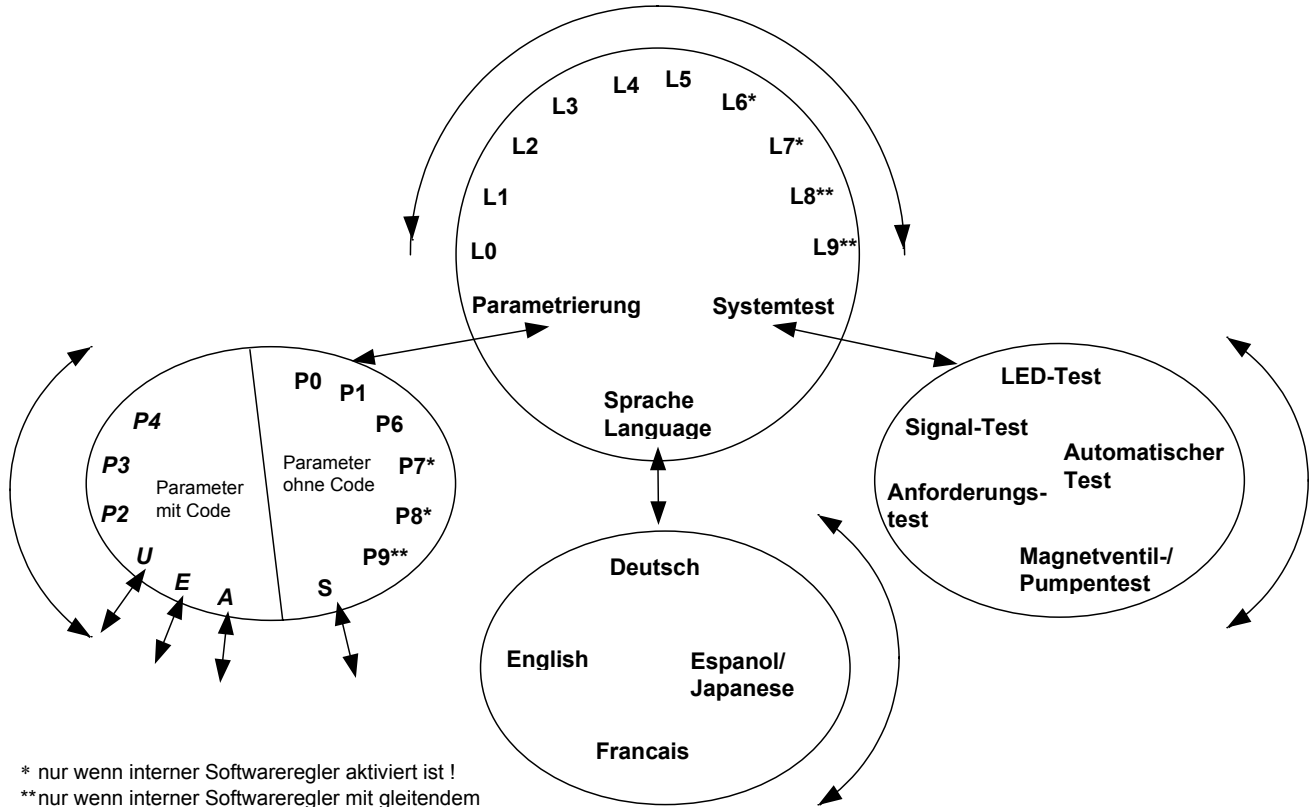 L0
L1
L2
L3
L4
L5
L6*
L7*
L8**
L9**
Parametrierung
Systemtest
Sprache
Language
P4
P3
P2
U
E
A
Parameter
mit Code
P0
P1
P6
P7*
P8*
P9**
S
Parameter
ohne Code
LED-Test
Signal-Test
Automatischer
Test
Anforderungs-
test
Magnetventil-/
Pumpentest
Deutsch
English
Espanol/
Japanese
Francais
* nur wenn interner Softwareregler aktiviert ist !
**nur wenn interner Softwareregler mit gleitendem